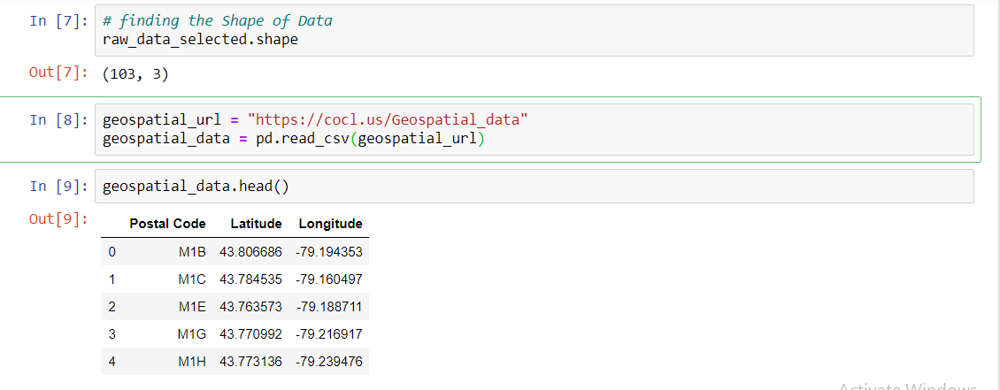 In [7]: # finding the Shape of Data
raw_data_selected.shape
Out[7]: (103, 3)
In [8]: geospatial_url = "https://cocl.us/Geospatial_data"
geospatial_data = pd.read_csv(geospatial_url)
In [9]: geospatial_data.head()
Out[9]:
Postal Code Latitude Longitude
0 M1B 43.806686 -79.194353
1 M1C 43.784535 -79.160497
2 M1E 43.763573 -79.188711
3 M1G 43.770992 -79.216917
4 M1H 43.773136 -79.239476
Activate Windows